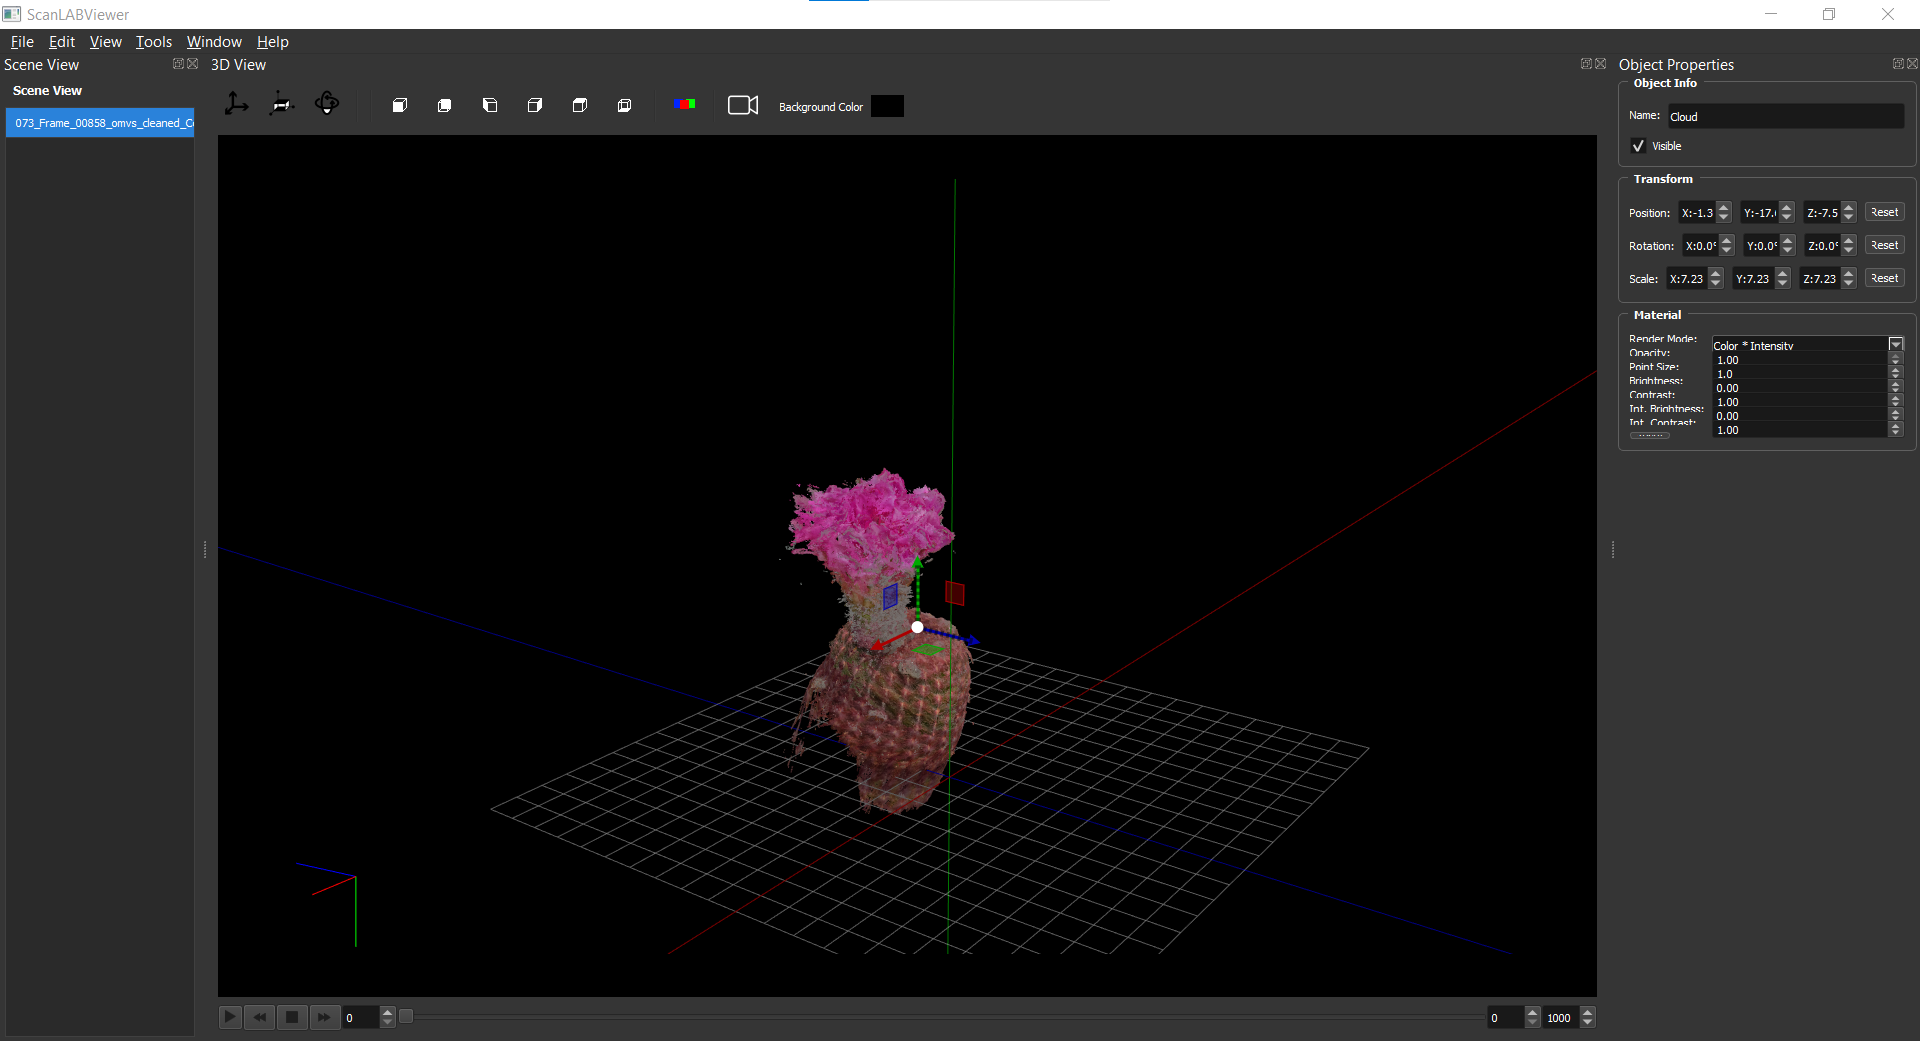 ScanLABViewer
File Edit View Tools Window Help
Scene View
3D View
Object Properties
Scene View
073_Frame_00858_omvs_cleaned_C
Background Color
Object Info
Name: Cloud
Visible
Transform
Position: X:-1.3 Y:-17. Z:-7.5 Reset
Rotation: X:0.0° Y:0.0° Z:0.0° Reset
Scale: X:7.23 Y:7.23 Z:7.23 Reset
Material
Render Mode: Color * Intensity
Opacity: 1.00
Point Size: 1.0
Brightness: 0.00
Contrast: 1.00
Int. Brightness: 0.00
Int. Contrast: 1.00
0
0 1000